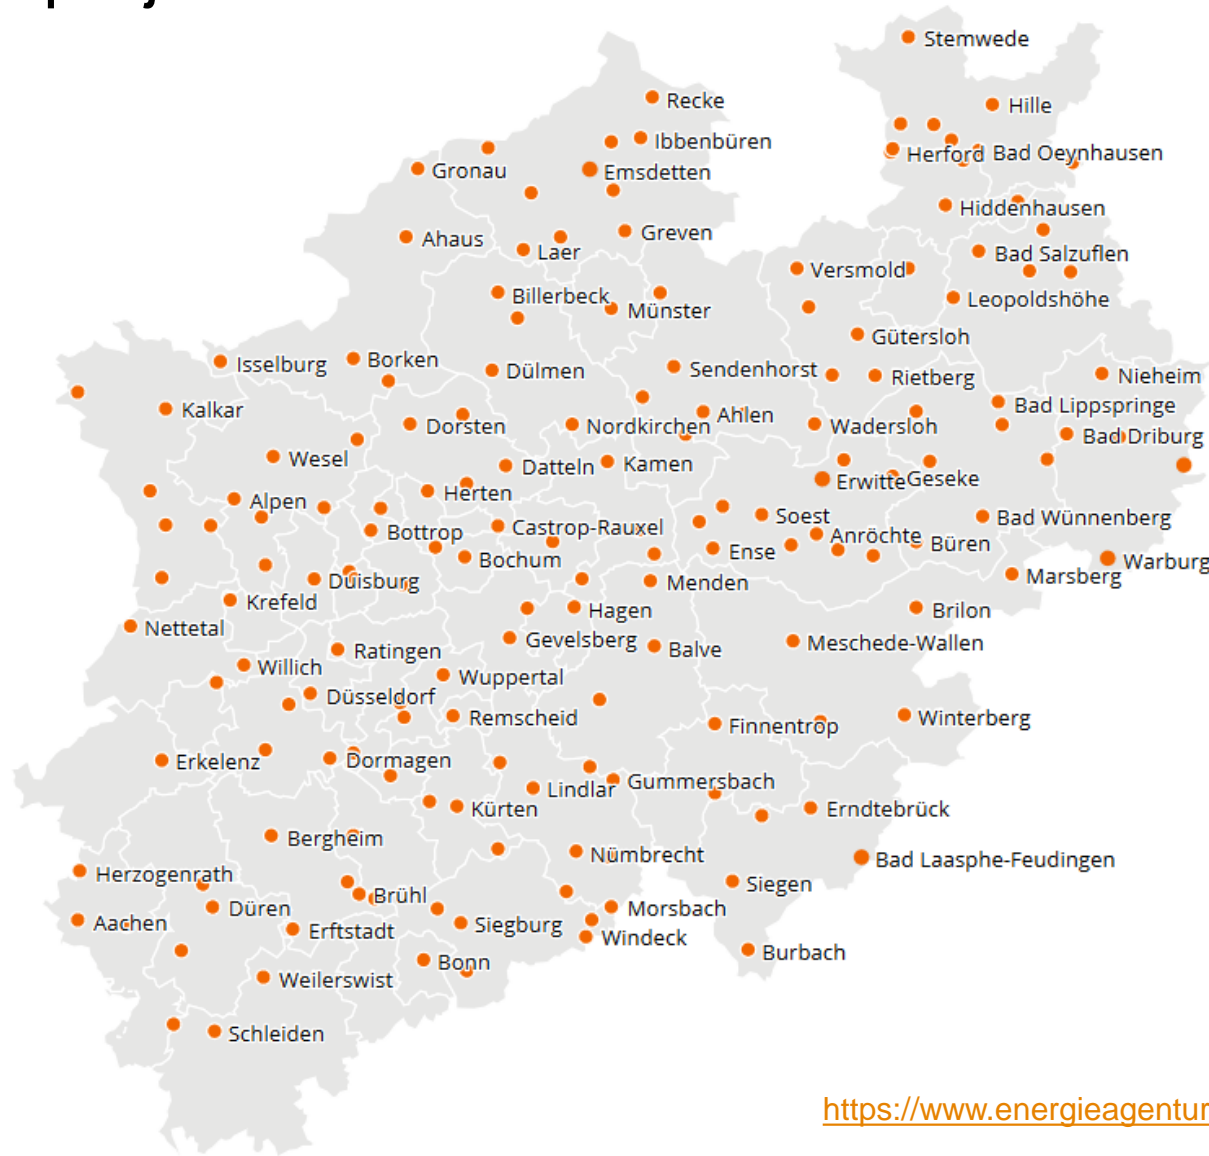 Stemwede
Recke
Hille
Ibbenbüren
Herford
Bad Oeynhausen
Gronau
Emsdetten
Hiddenhausen
Ahaus
Greven
Laer
Bad Salzuflen
Versmold
Billerbeck
Münster
Leopoldshöhe
Gütersloh
Isselburg
Borken
Dülmen
Sendenhorst
Rietberg
Nieheim
Kalkar
Bad Lippspringe
Dorsten
Nordkirchen
Ahlen
Wadersloh
Bad Driburg
Wesel
Datteln
Kamen
Erwitte
Geseke
Alpen
Herten
Soest
Bad Wünnenberg
Bottrop
Castrop-Rauxel
Anröchte
Büren
Bochum
Ense
Warburg
Duisburg
Menden
Marsberg
Krefeld
Hagen
Brilon
Nettetal
Gevelsberg
Balve
Meschede-Wallen
Ratingen
Willich
Wuppertal
Düsseldorf
Remscheid
Finnentrop
Winterberg
Erkelenz
Dormagen
Lindlar
Gummersbach
Kürten
Erndtebrück
Bergheim
Nümbrecht
Bad Laasphe-Feudingen
Herzogenrath
Brühl
Siegen
Düren
Morsbach
Aachen
Erftstadt
Siegburg
Windeck
Bonn
Burbach
Weilerswist
Schleiden
https://www.energieagentur